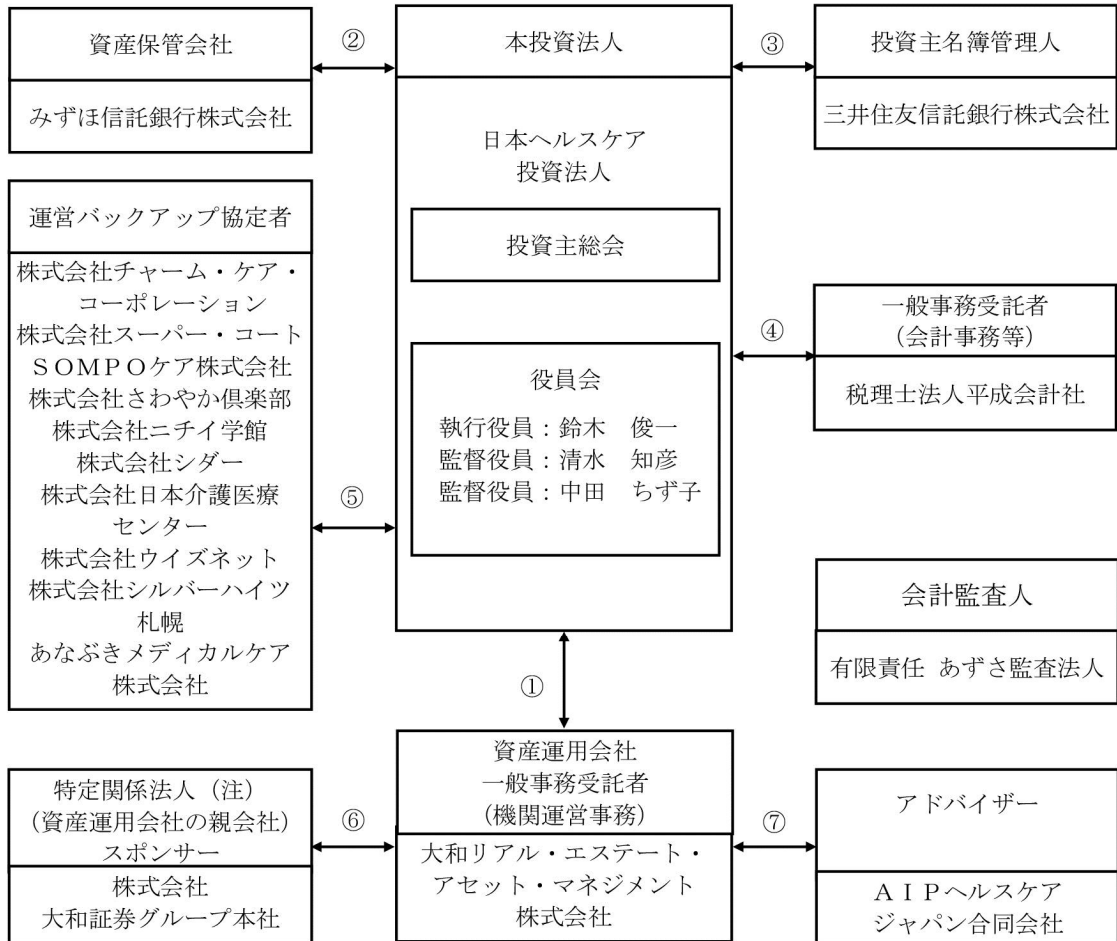 資産保管会社
みずほ信託銀行株式会社
②
本投資法人
日本ヘルスケア
投資法人
投資主総会
役員会
執行役員：鈴木　俊一
監督役員：清水　知彦
監督役員：中田　ちず子
③
投資主名簿管理人
三井住友信託銀行株式会社
運営バックアップ協定者
株式会社チャーム・ケア・
コーポレーション
株式会社スーパー・コート
ＳＯＭＰＯケア株式会社
株式会社さわやか倶楽部
株式会社ニチイ学館
株式会社シダー
株式会社日本介護医療
センター
株式会社ウイズネット
株式会社シルバーハイツ
札幌
あなぶきメディカルケア
株式会社
⑤
④
一般事務受託者
（会計事務等）
税理士法人平成会計社
会計監査人
有限責任 あずさ監査法人
①
特定関係法人（注）
（資産運用会社の親会社）
スポンサー
株式会社
大和証券グループ本社
⑥
資産運用会社
一般事務受託者
（機関運営事務）
大和リアル・エステート・
アセット・マネジメント
株式会社
⑦
アドバイザー
ＡＩＰヘルスケア
ジャパン合同会社